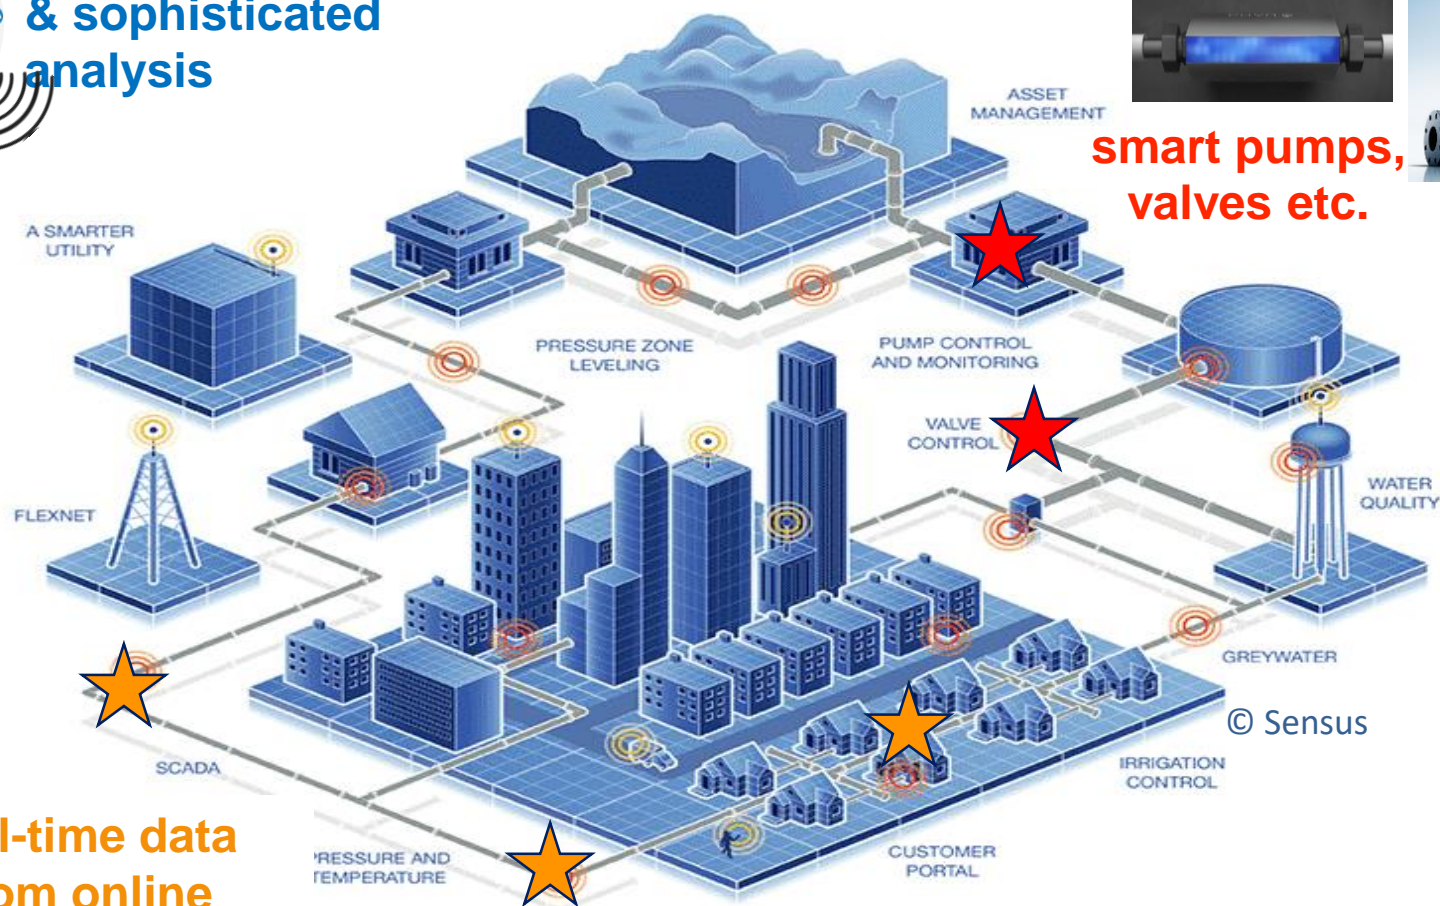 & sophisticated
analysis
ASSET
MANAGEMENT
smart pumps,
valves etc.
A SMARTER
UTILITY
PRESSURE ZONE
LEVELING
PUMP CONTROL
AND MONITORING
VALVE
CONTROL
WATER
QUALITY
FLEXNET
GREYWATER
© Sensus
SCADA
IRRIGATION
CONTROL
l-time data
om online
PRESSURE AND
TEMPERATURE
CUSTOMER
PORTAL